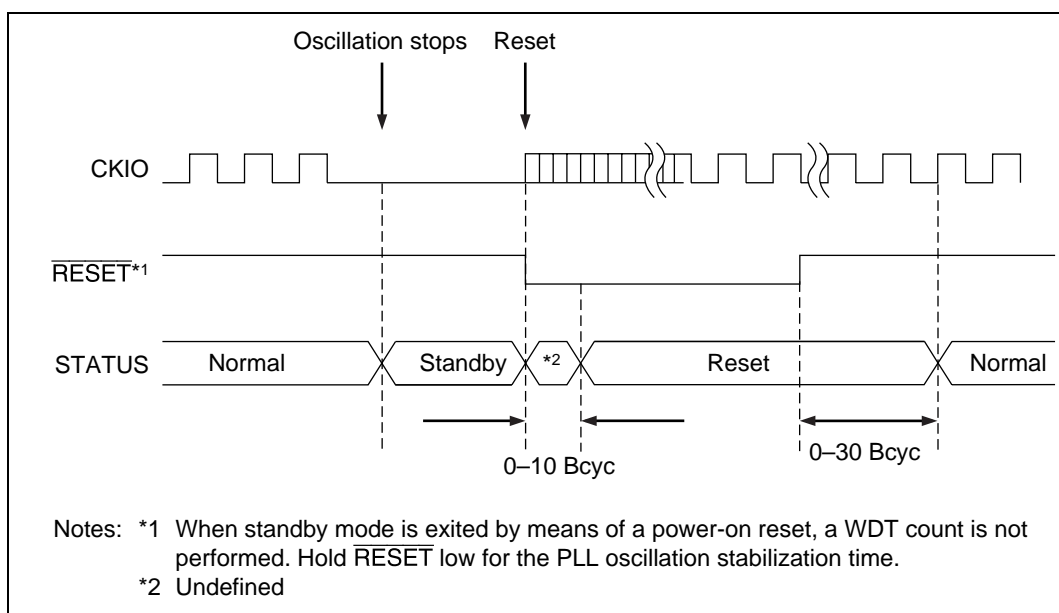 Oscillation stops Reset
CKIO
RESET*1
STATUS Normal Standby *2 Reset Normal
0–10 Bcyc 0–30 Bcyc
Notes: *1 When standby mode is exited by means of a power-on reset, a WDT count is not
performed. Hold RESET low for the PLL oscillation stabilization time.
*2 Undefined